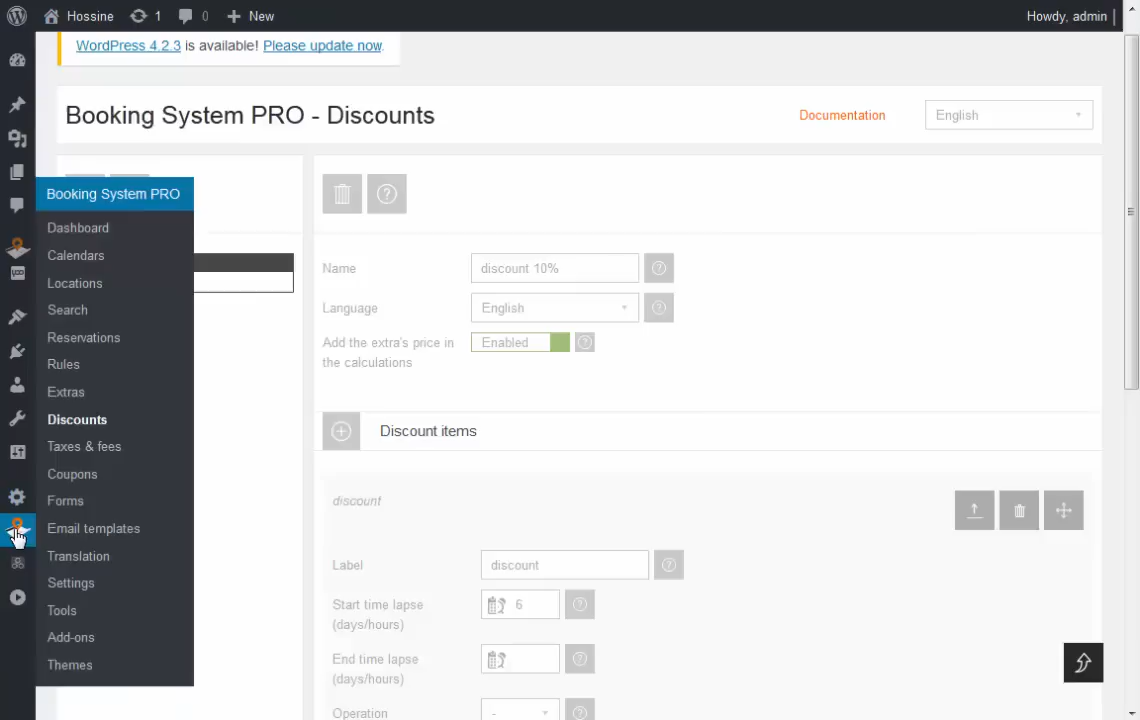 Hossine 1 0 New Howdy, admin
WordPress 4.2.3 is available! Please update now.
Booking System PRO - Discounts Documentation English
Booking System PRO
Dashboard
Calendars
Locations
Search
Reservations
Rules
Extras
Discounts
Taxes & fees
Coupons
Forms
Email templates
Translation
Settings
Tools
Add-ons
Themes
Name discount 10%
Language English
Add the extra's price in Enabled
the calculations
Discount items
discount
Label discount
Start time lapse 6
(days/hours)
End time lapse
(days/hours)
Operation -